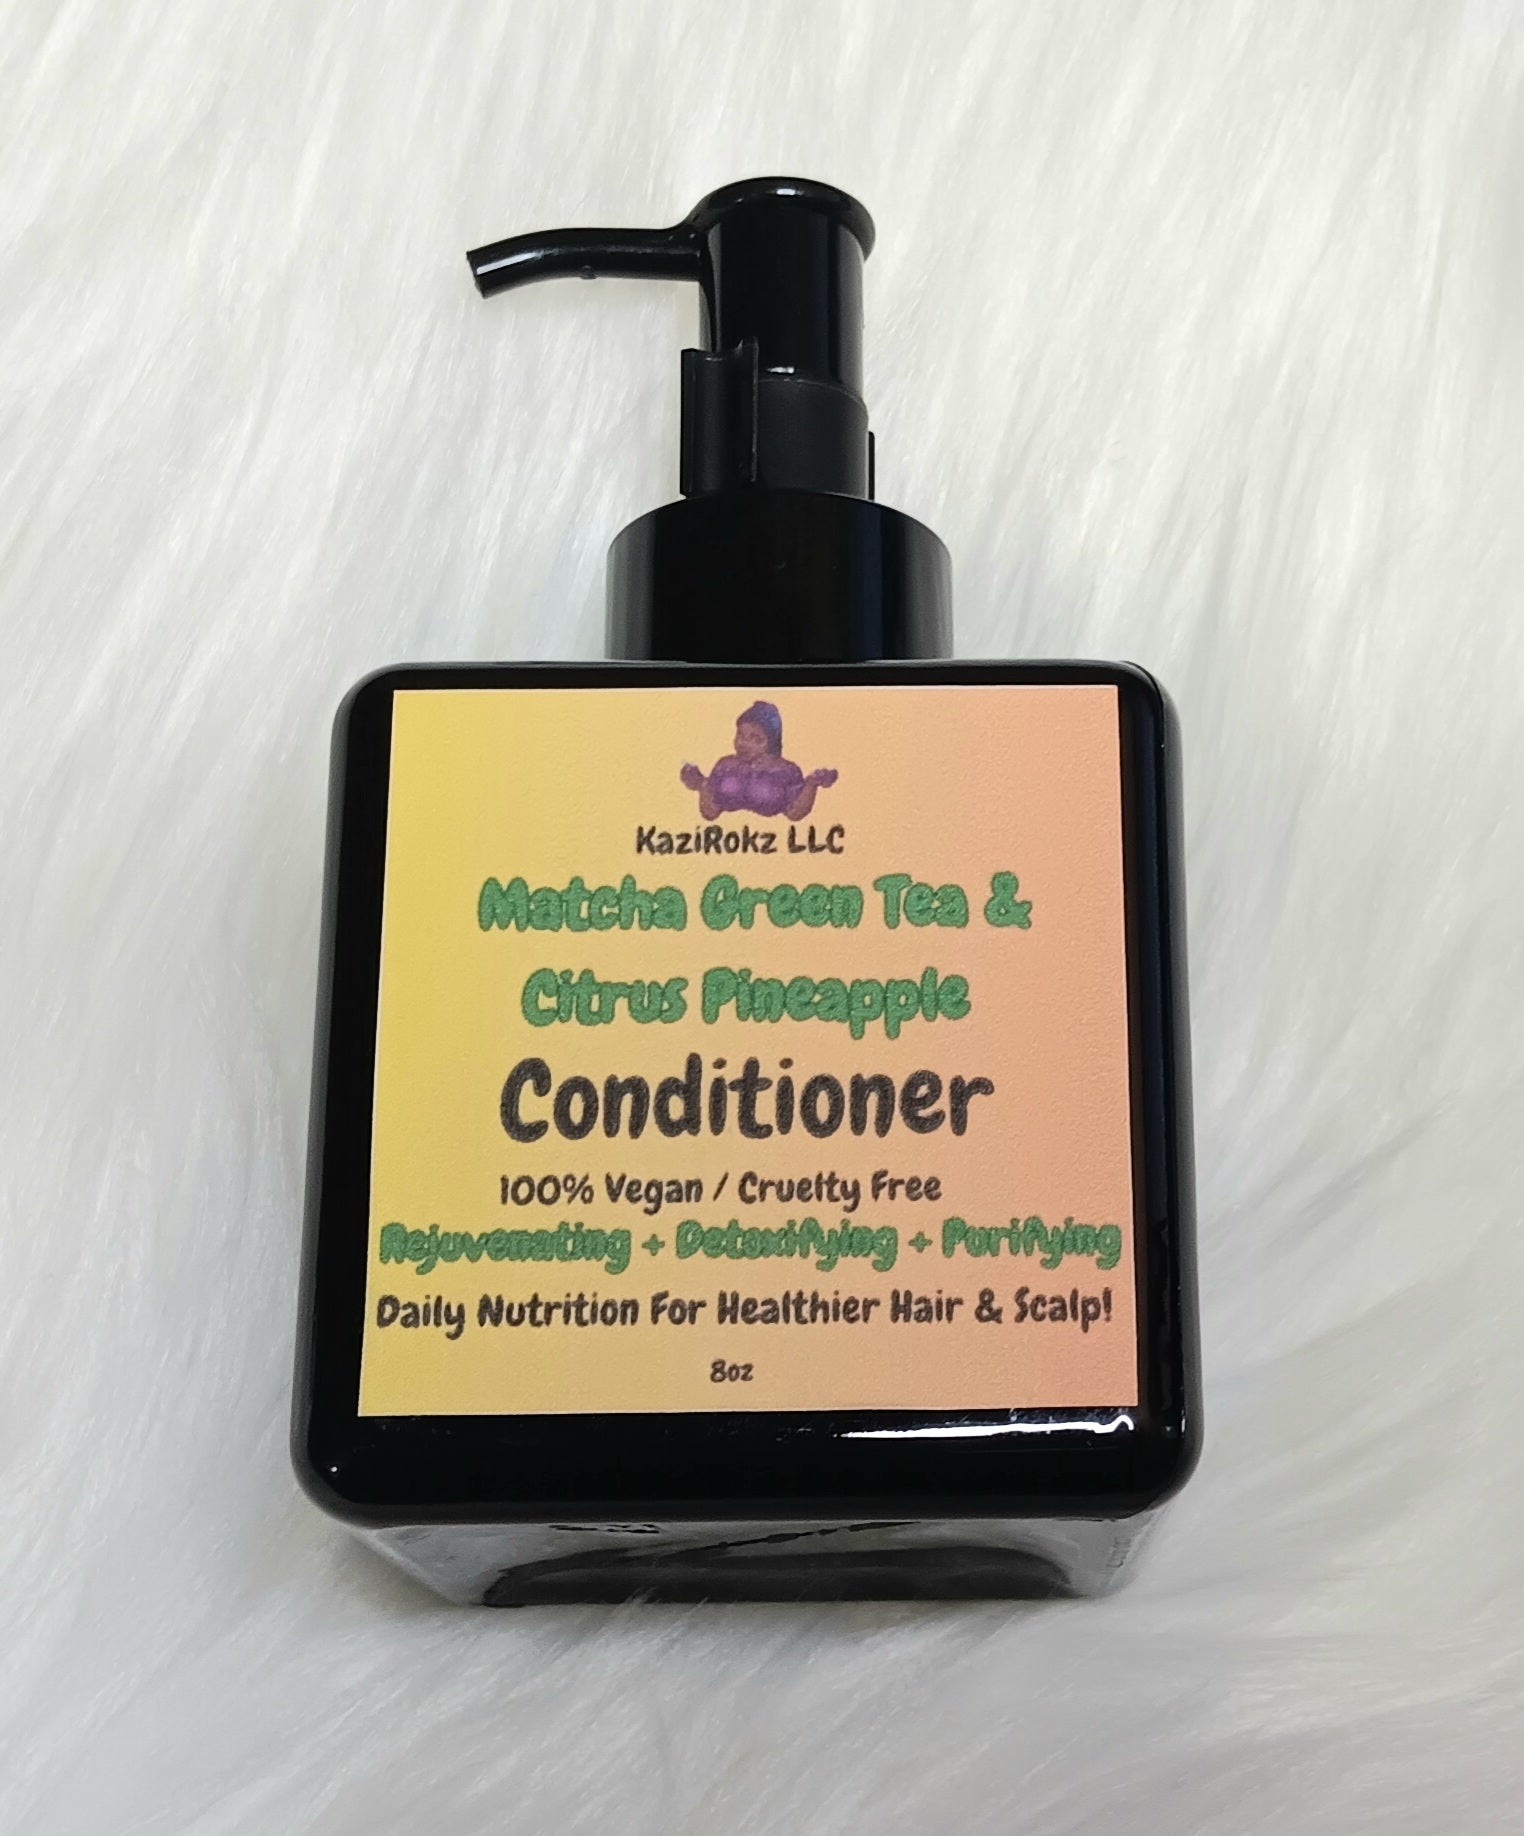 KaziRokz LLC
Matcha Green Tea &
Citrus Pineapple
Conditioner
100% Vegan / Cruelty Free
Rejuvenating + Detoxifying + Purifying
Daily Nutrition For Healthier Hair & Scalp!
8oz